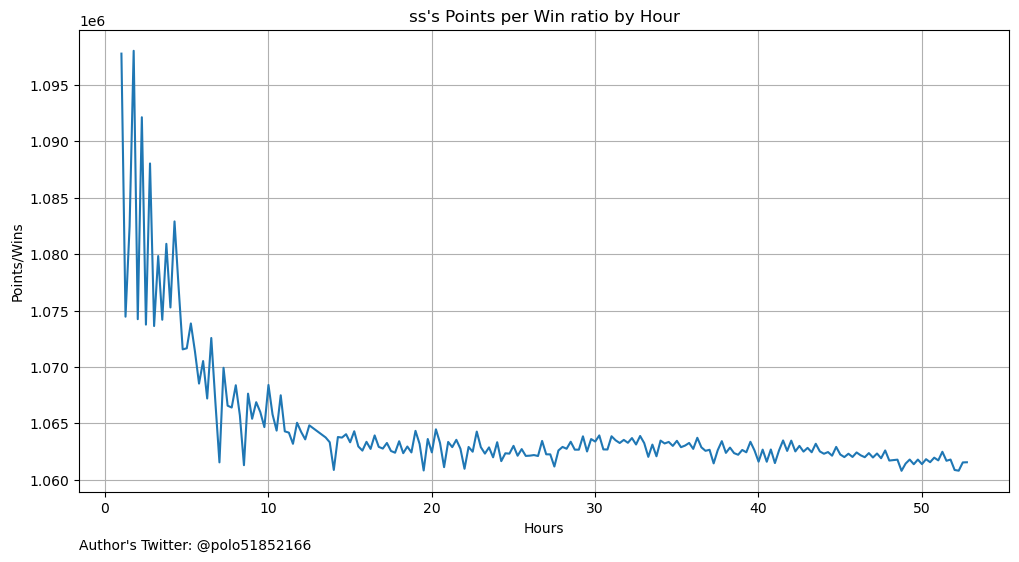 ss's Points per Win ratio by Hour
1e6
1.095
1.090
1.085
1.080
1.075
1.070
1.065
1.060
Points/Wins
0 10 20 30 40 50
Hours
Author's Twitter: @polo51852166